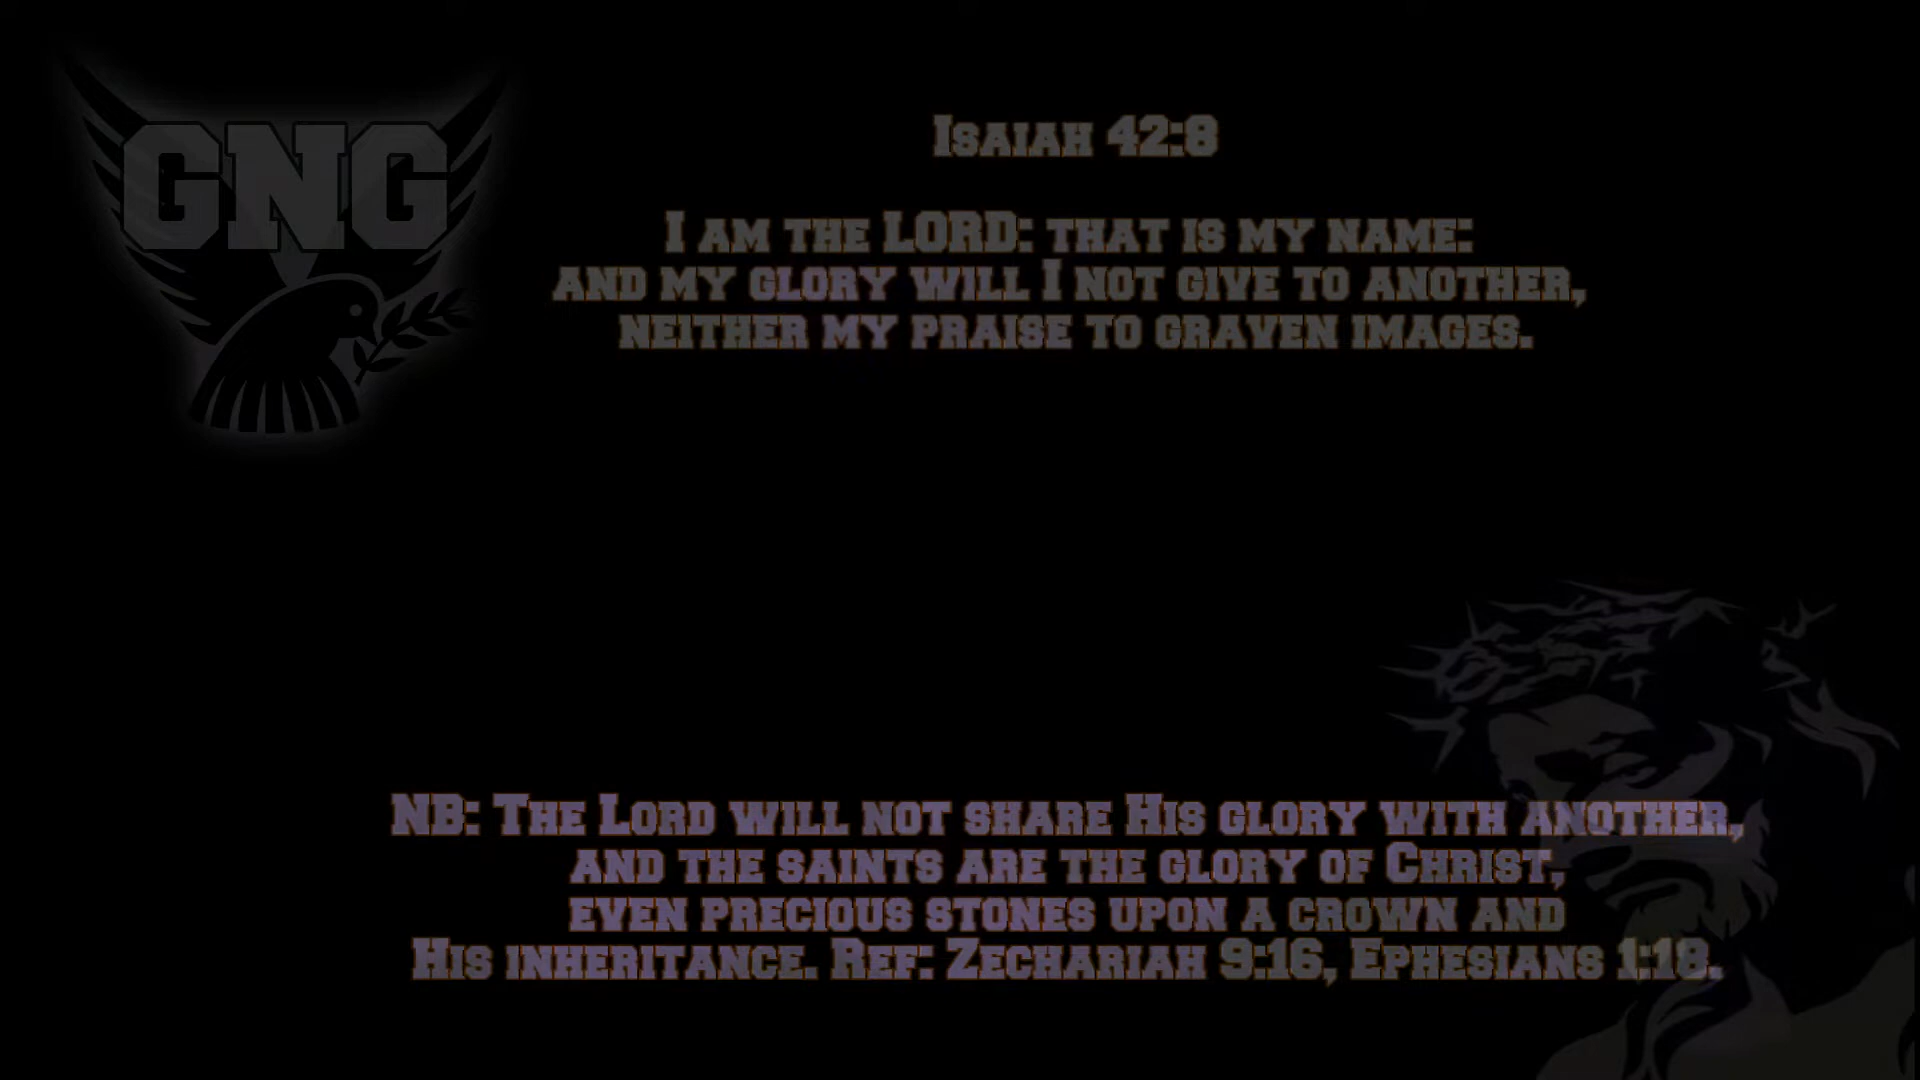 GNG
Isaiah 42:8
I am the LORD: that is my name:
and my glory will I not give to another,
neither my praise to graven images.
NB: The Lord will not share His glory with another,
and the saints are the glory of Christ,
even precious stones upon a crown and
His inheritance. Ref: Zechariah 9:16, Ephesians 1:18.